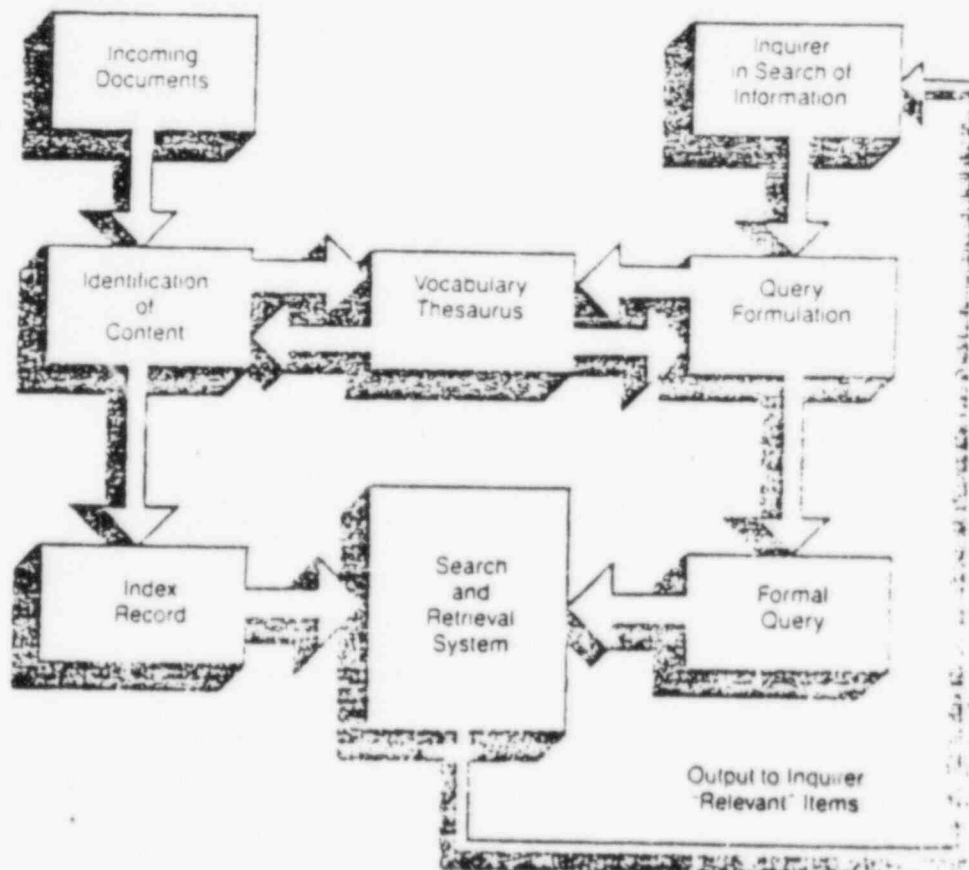 Incoming
Documents
Inquirer
in Search of
Information
Identification
of
Content
Vocabulary
Thesaurus
Query
Formulation
Index
Record
Search
and
Retrieval
System
Formal
Query
Output to Inquirer
"Relevant" Items